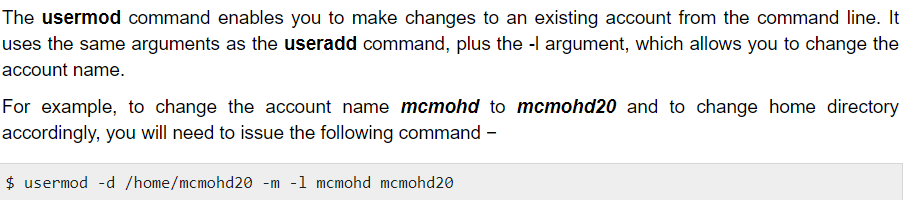 The usermod command enables you to make changes to an existing account from the command line. It
uses the same arguments as the useradd command, plus the -l argument, which allows you to change the
account name.
For example, to change the account name mcmohd to mcmohd20 and to change home directory
accordingly, you will need to issue the following command −
$ usermod -d /home/mcmohd20 -m -l mcmohd mcmohd20